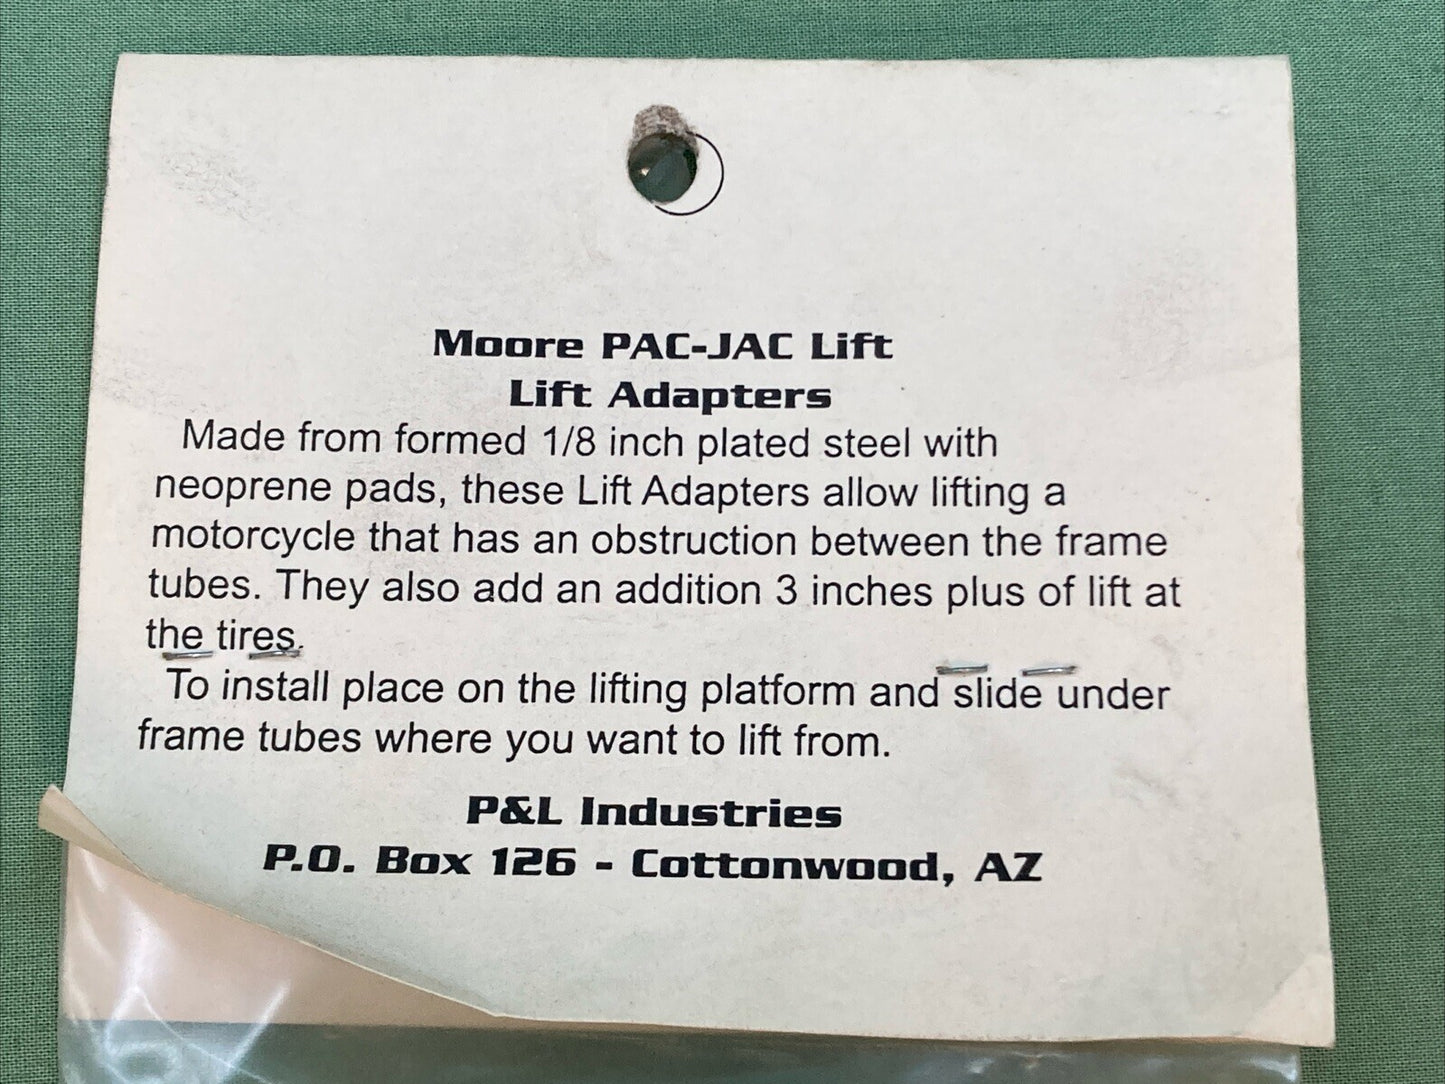 Moore PAC-JAC Lift
Lift Adapters
Made from formed 1/8 inch plated steel with
neoprene pads, these Lift Adapters allow lifting a
motorcycle that has an obstruction between the frame
tubes. They also add an addition 3 inches plus of lift at
the tires.
To install place on the lifting platform and slide under
frame tubes where you want to lift from.
P&L Industries
P.O. Box 126 - Cottonwood, AZ